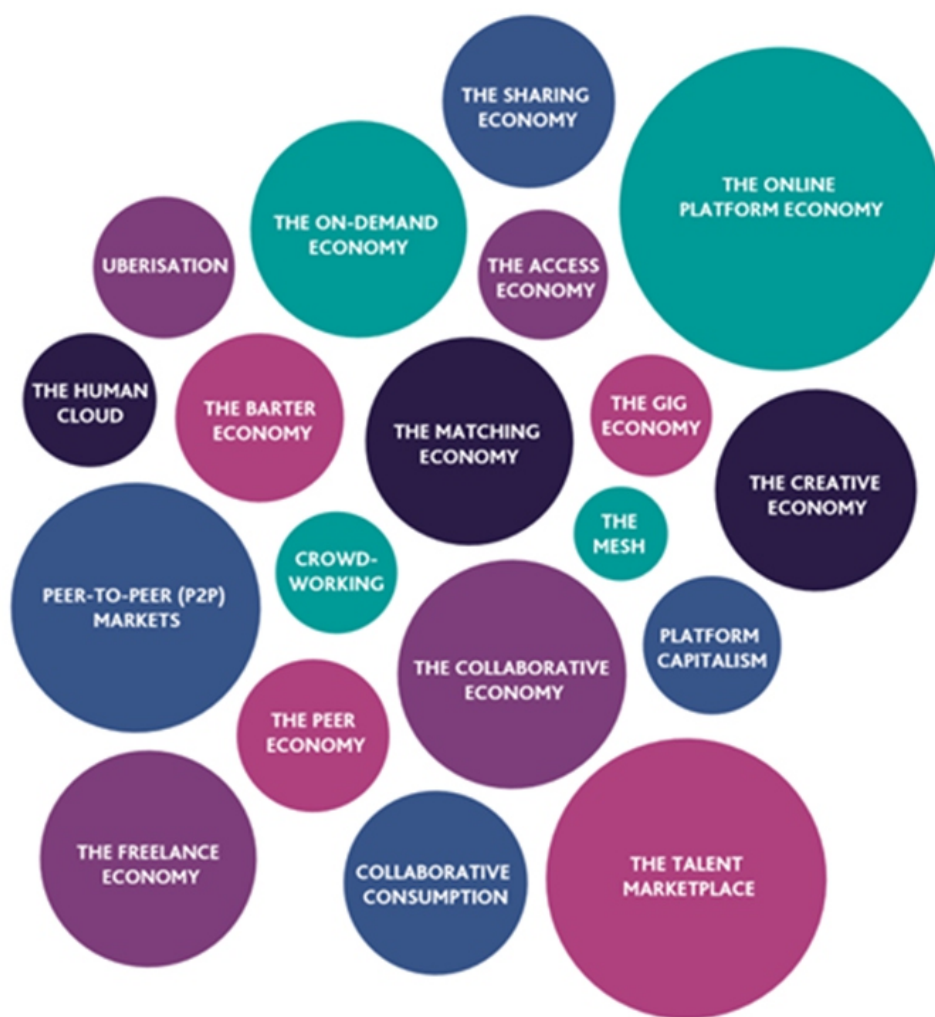 THE SHARING
ECONOMY
THE ONLINE
PLATFORM ECONOMY
THE ON-DEMAND
ECONOMY
UBERISATION
THE ACCESS
ECONOMY
THE HUMAN
CLOUD
THE BARTER
ECONOMY
THE MATCHING
ECONOMY
THE GIG
ECONOMY
THE CREATIVE
ECONOMY
PEER-TO-PEER (P2P)
MARKETS
CROWD-
WORKING
THE
MESH
THE COLLABORATIVE
ECONOMY
PLATFORM
CAPITALISM
THE PEER
ECONOMY
THE FREELANCE
ECONOMY
COLLABORATIVE
CONSUMPTION
THE TALENT
MARKETPLACE